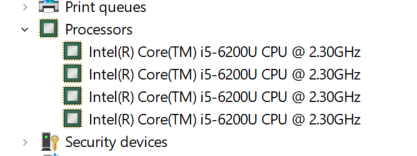 Print queues
Processors
Intel(R) Core(TM) i5-6200U CPU @ 2.30GHz
Intel(R) Core(TM) i5-6200U CPU @ 2.30GHz
Intel(R) Core(TM) i5-6200U CPU @ 2.30GHz
Intel(R) Core(TM) i5-6200U CPU @ 2.30GHz
Security devices